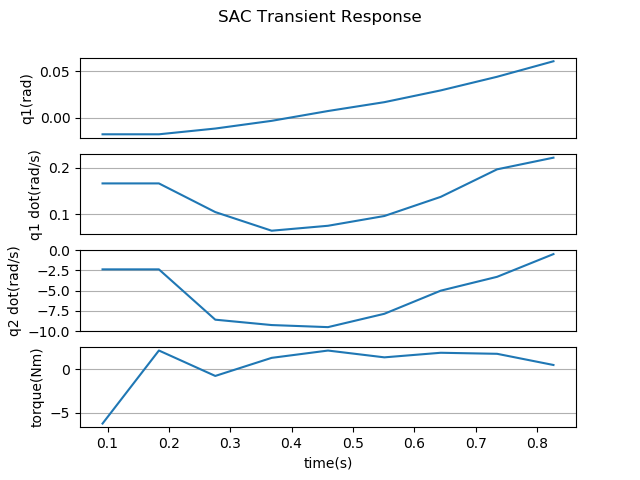 SAC Transient Response
q1(rad)
0.05
0.00
q1 dot(rad/s)
0.2
0.1
q2 dot(rad/s)
0.0
−2.5
−5.0
−7.5
−10.0
torque(Nm)
0
−5
0.1 0.2 0.3 0.4 0.5 0.6 0.7 0.8
time(s)